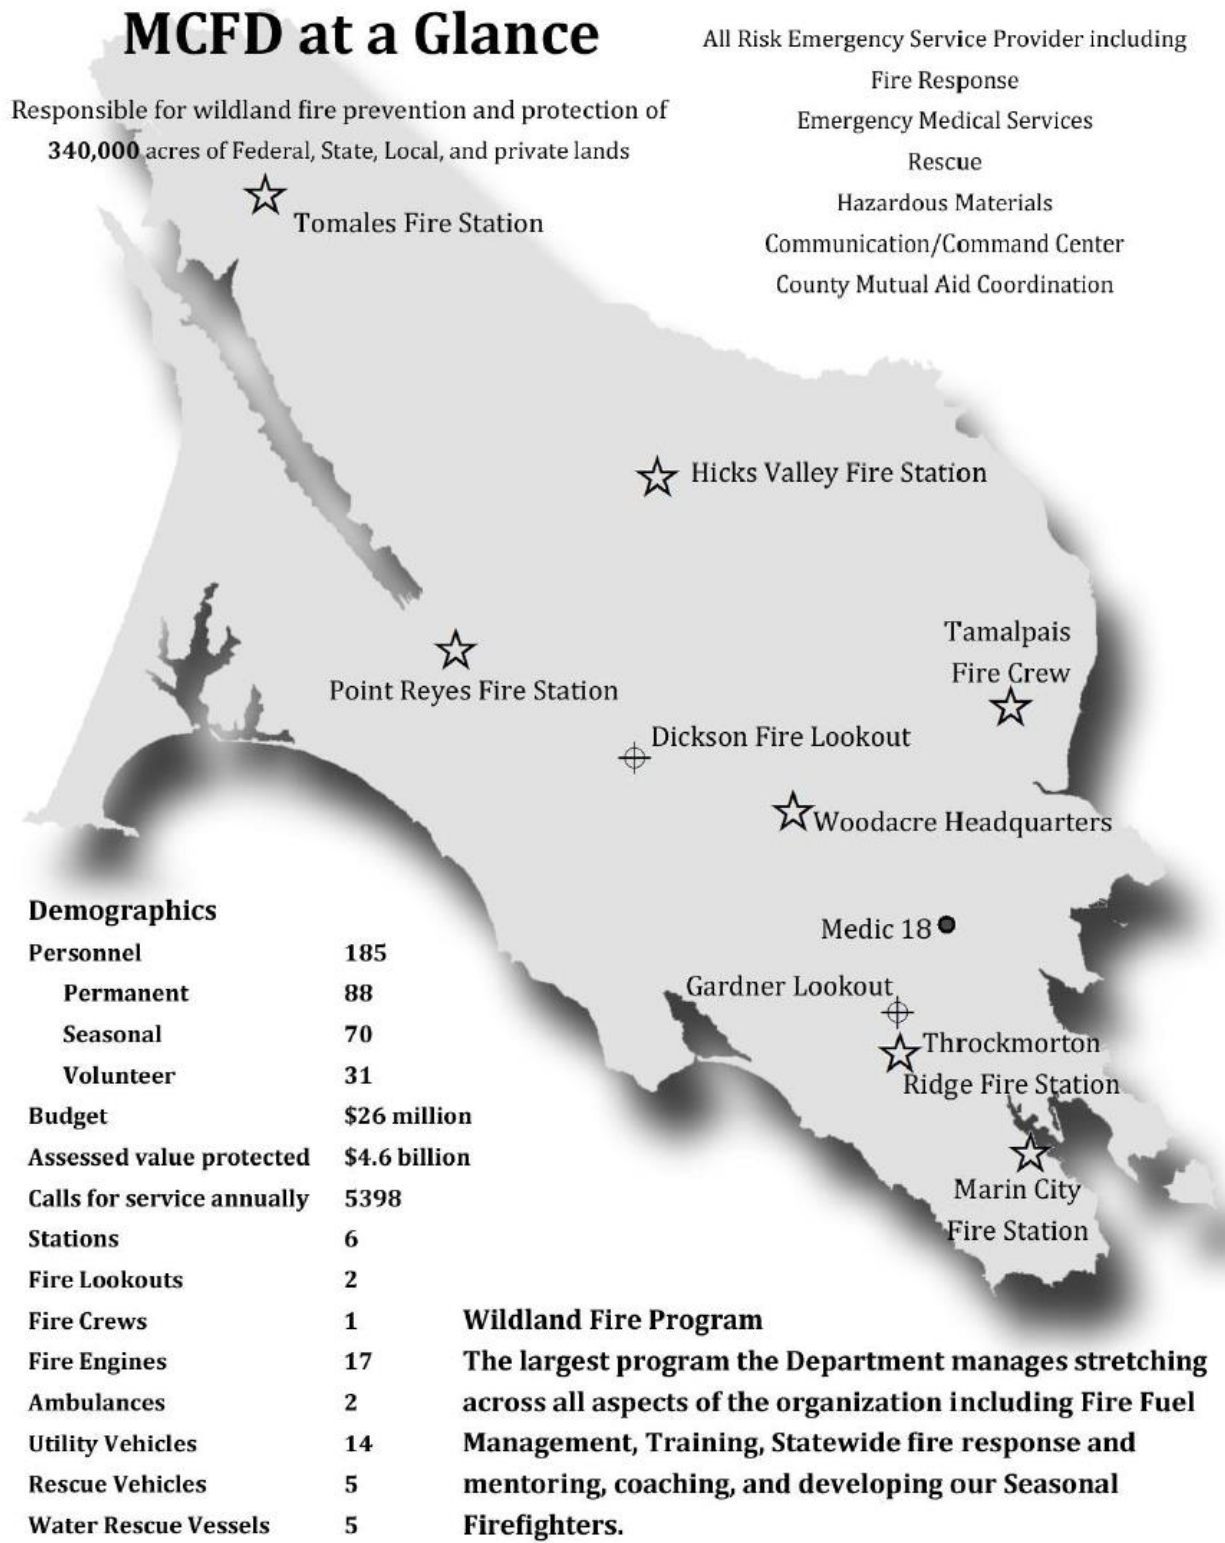 MCFD at a Glance
Responsible for wildland fire prevention and protection of
340,000 acres of Federal, State, Local, and private lands
All Risk Emergency Service Provider including
Fire Response
Emergency Medical Services
Rescue
Hazardous Materials
Communication/Command Center
County Mutual Aid Coordination
Tomales Fire Station
Hicks Valley Fire Station
Tamalpais
Fire Crew
Point Reyes Fire Station
Dickson Fire Lookout
Woodacre Headquarters
Medic 18
Gardner Lookout
Throckmorton
Ridge Fire Station
Marin City
Fire Station
Demographics
Personnel 185
Permanent 88
Seasonal 70
Volunteer 31
Budget $26 million
Assessed value protected $4.6 billion
Calls for service annually 5398
Stations 6
Fire Lookouts 2
Fire Crews 1
Fire Engines 17
Ambulances 2
Utility Vehicles 14
Rescue Vehicles 5
Water Rescue Vessels 5
Wildland Fire Program
The largest program the Department manages stretching
across all aspects of the organization including Fire Fuel
Management, Training, Statewide fire response and
mentoring, coaching, and developing our Seasonal
Firefighters.